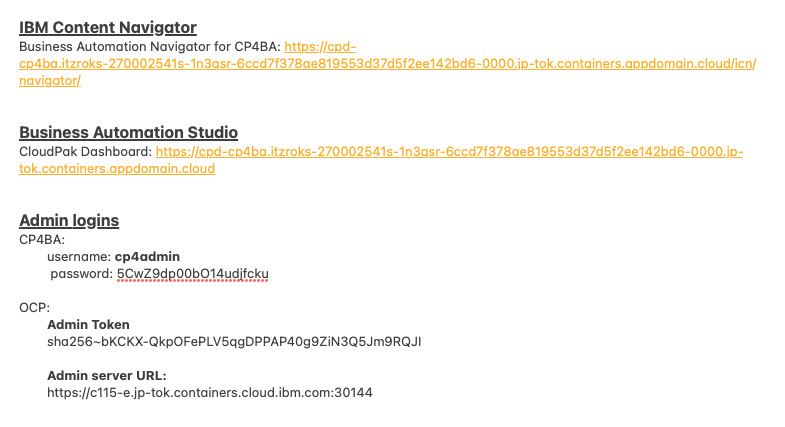 IBM Content Navigator
Business Automation Navigator for CP4BA: https://cpd-
cp4ba.itzroks-270002541s-1n3qsr-6ccd7f378ae819553d37d5f2ee142bd6-0000.jp-tok.containers.appdomain.cloud/icn/
navigator/
Business Automation Studio
CloudPak Dashboard: https://cpd-cp4ba.itzroks-270002541s-1n3qsr-6ccd7f378ae819553d37d5f2ee142bd6-0000.jp-
tok.containers.appdomain.cloud
Admin logins
CP4BA:
username: cp4admin
password: 5CwZ9dp00bO14udjfcku
OCP:
Admin Token
sha256~bKCKX-QkpOFePLV5qgDPPAP40g9ZiN3Q5Jm9RQJI
Admin server URL:
https://c115-e.jp-tok.containers.cloud.ibm.com:30144